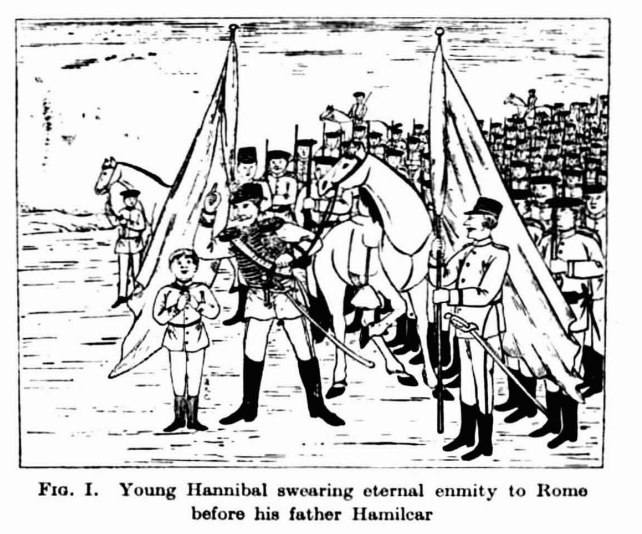 FIG. I. Young Hannibal swearing eternal enmity to Rome
before his father Hamilcar